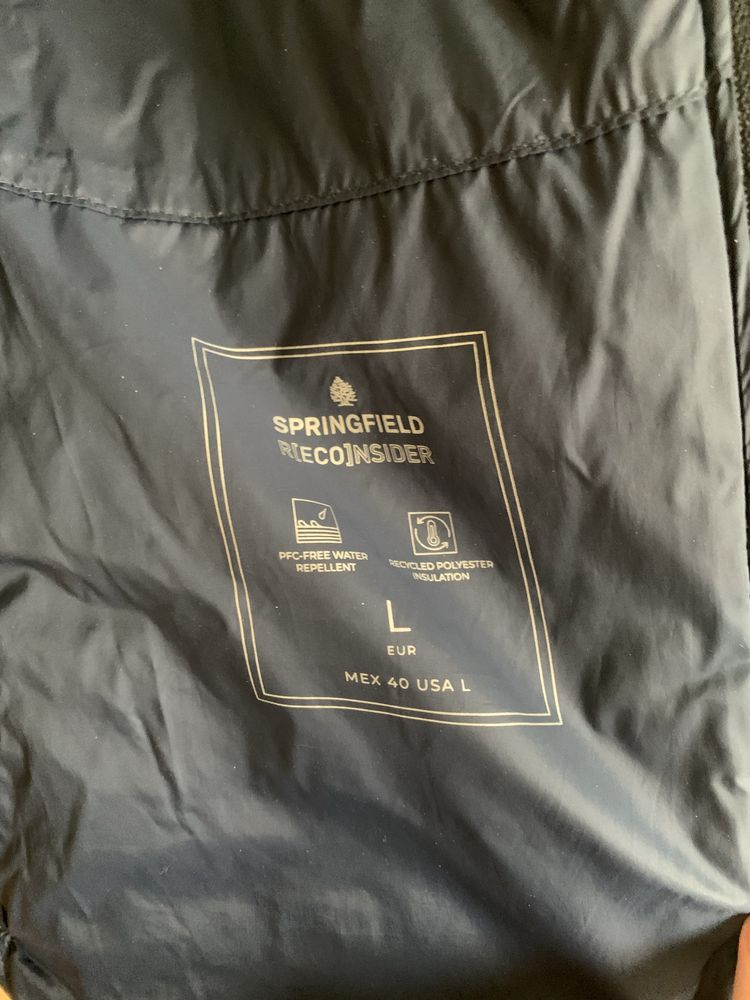 SPRINGFIELD
R[ECO]NSIDER
PFC-FREE WATER
REPELLENT
RECYCLED POLYESTER
INSULATION
L
EUR
MEX 40 USA L